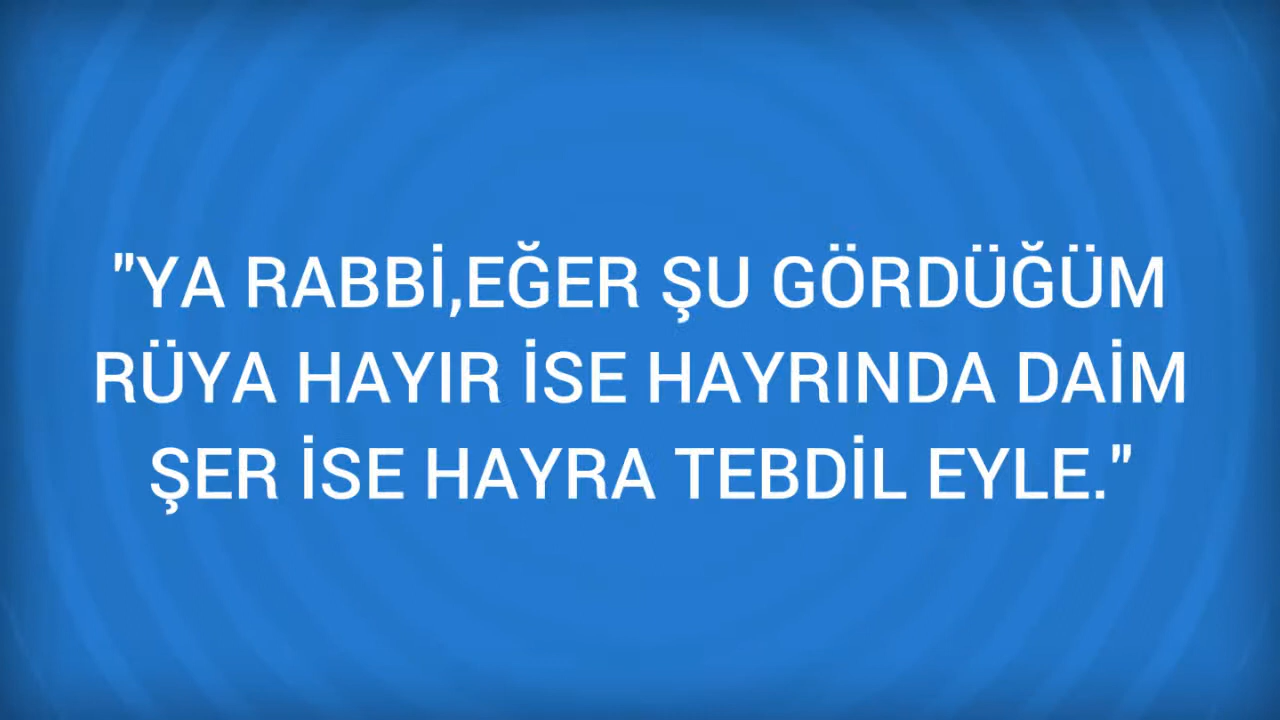 "YA RABBİ,EĞER ŞU GÖRDÜĞÜM
RÜYA HAYIR İSE HAYRINDA DAİM
ŞER İSE HAYRA TEBDİL EYLE."